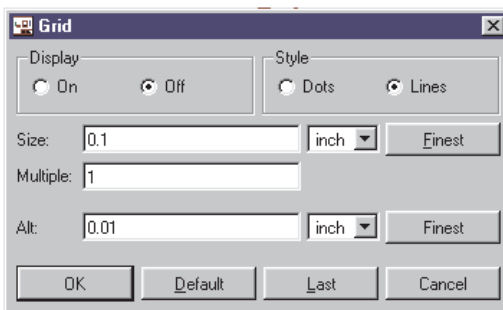 Grid
Display Style
On Off Dots Lines
Size: 0.1 inch Finest
Multiple: 1
Alt: 0.01 inch Finest
OK Default Last Cancel